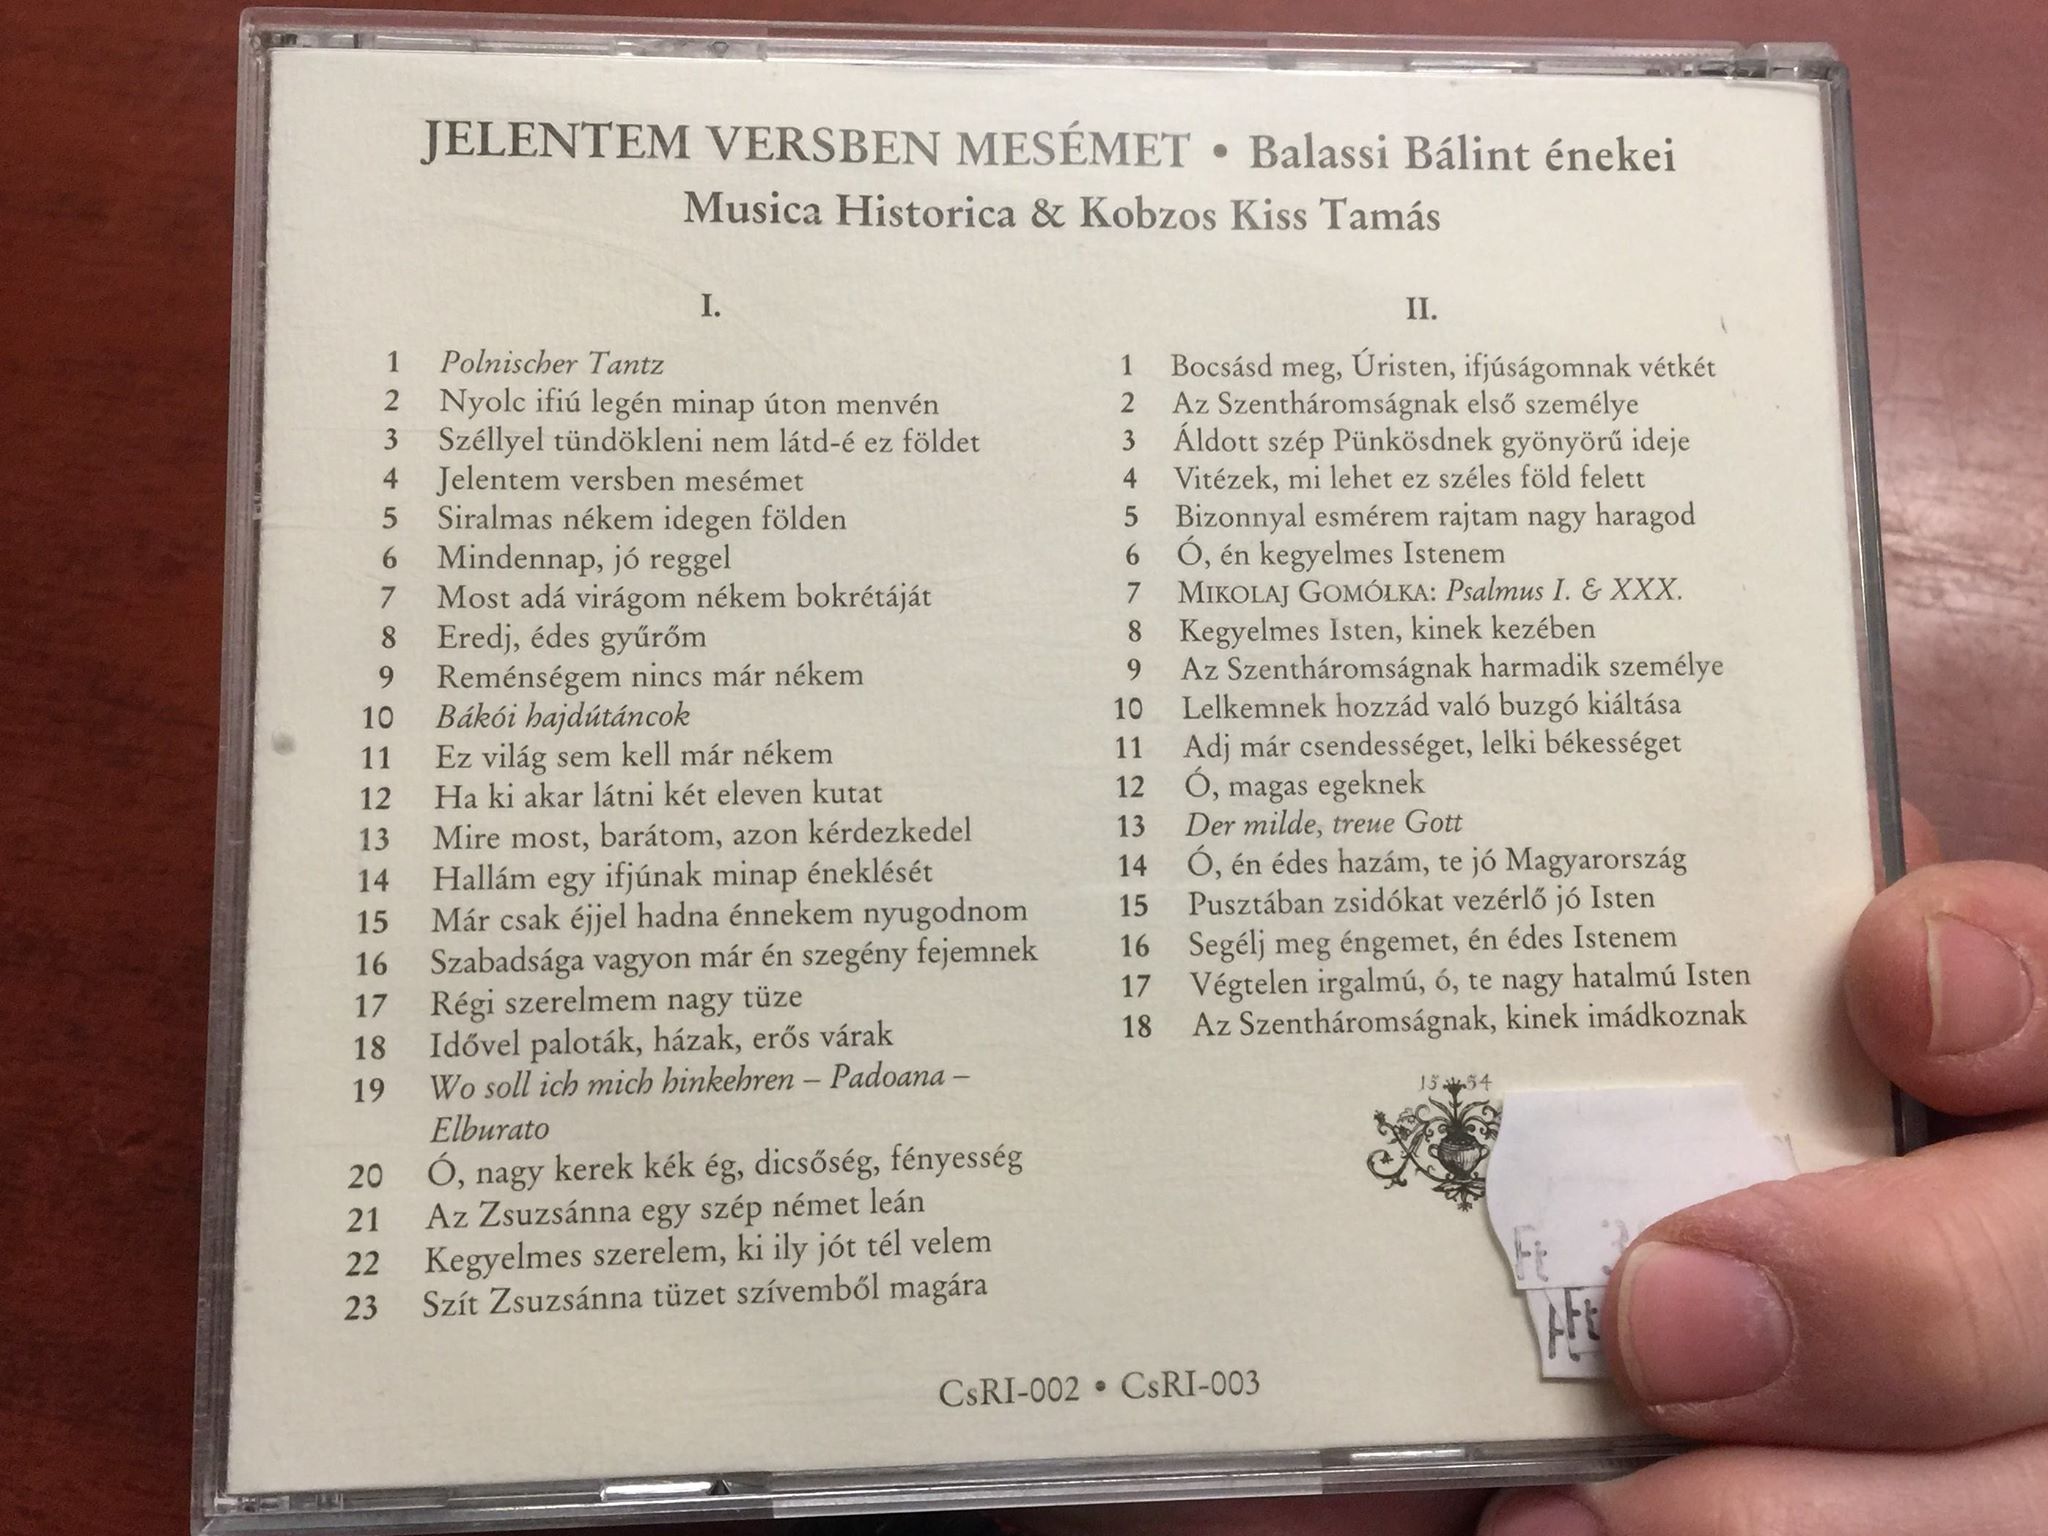 JELENTEM VERSBEN MESÉMET • Balassi Bálint énekei
Musica Historica & Kobzos Kiss Tamás
I.
1 Polnischer Tantz
2 Nyolc ifiú legén minap úton menvén
3 Széllyel tündökleni nem látd-é ez földet
4 Jelentem versben mesémet
5 Siralmas nékem idegen földen
6 Mindennap, jó reggel
7 Most adá virágom nékem bokrétáját
8 Eredj, édes gyűrőm
9 Reménségem nincs már nékem
10 Bákói hajdútáncok
11 Ez világ sem kell már nékem
12 Ha ki akar látni két eleven kutat
13 Mire most, barátom, azon kérdezkedel
14 Hallám egy ifjúnak minap éneklését
15 Már csak éjjel hadna énnekem nyugodnom
16 Szabadsága vagyon már én szegény fejemnek
17 Régi szerelmem nagy tüze
18 Idővel paloták, házak, erős várak
19 Wo soll ich mich hinkehren – Padoana –
Elburato
20 Ó, nagy kerek kék ég, dicsőség, fényesség
21 Az Zsuzsánna egy szép német leán
22 Kegyelmes szerelem, ki ily jót tél velem
23 Szít Zsuzsánna tüzet szívemből magára
II.
1 Bocsásd meg, Úristen, ifjúságomnak vétkét
2 Az Szentháromságnak első személye
3 Áldott szép Pünkösdnek gyönyörű ideje
4 Vitézek, mi lehet ez széles föld felett
5 Bizonnyal esmérem rajtam nagy haragod
6 Ó, én kegyelmes Istenem
7 MIKOLAJ GOMÓŁKA: Psalmus I. & XXX.
8 Kegyelmes Isten, kinek kezében
9 Az Szentháromságnak harmadik személye
10 Lelkemnek hozzád való buzgó kiáltása
11 Adj már csendességet, lelki békességet
12 Ó, magas egeknek
13 Der milde, treue Gott
14 Ó, én édes hazám, te jó Magyarország
15 Pusztában zsidókat vezérlő jó Isten
16 Segélj meg éngemet, én édes Istenem
17 Végtelen irgalmú, ó, te nagy hatalmú Isten
18 Az Szentháromságnak, kinek imádkoznak
15 54
Ft
Ft
CsRI-002 • CsRI-003